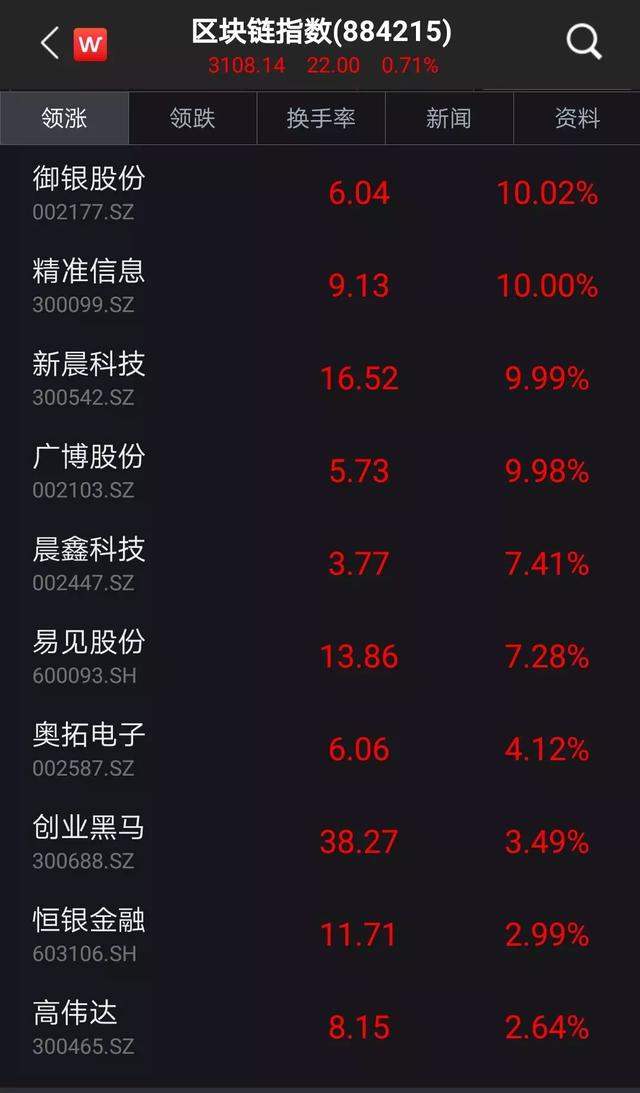 区块链指数(884215)
W
3108.14 22.00 0.71%
领涨 领跌 换手率 新闻 资料
御银股份 6.04 10.02%
002177.SZ
精准信息 9.13 10.00%
300099.SZ
新晨科技 16.52 9.99%
300542.SZ
广博股份 5.73 9.98%
002103.SZ
晨鑫科技 3.77 7.41%
002447.SZ
易见股份 13.86 7.28%
600093.SH
奥拓电子 6.06 4.12%
002587.SZ
创业黑马 38.27 3.49%
300688.SZ
恒银金融 11.71 2.99%
603106.SH
高伟达 8.15 2.64%
300465.SZ